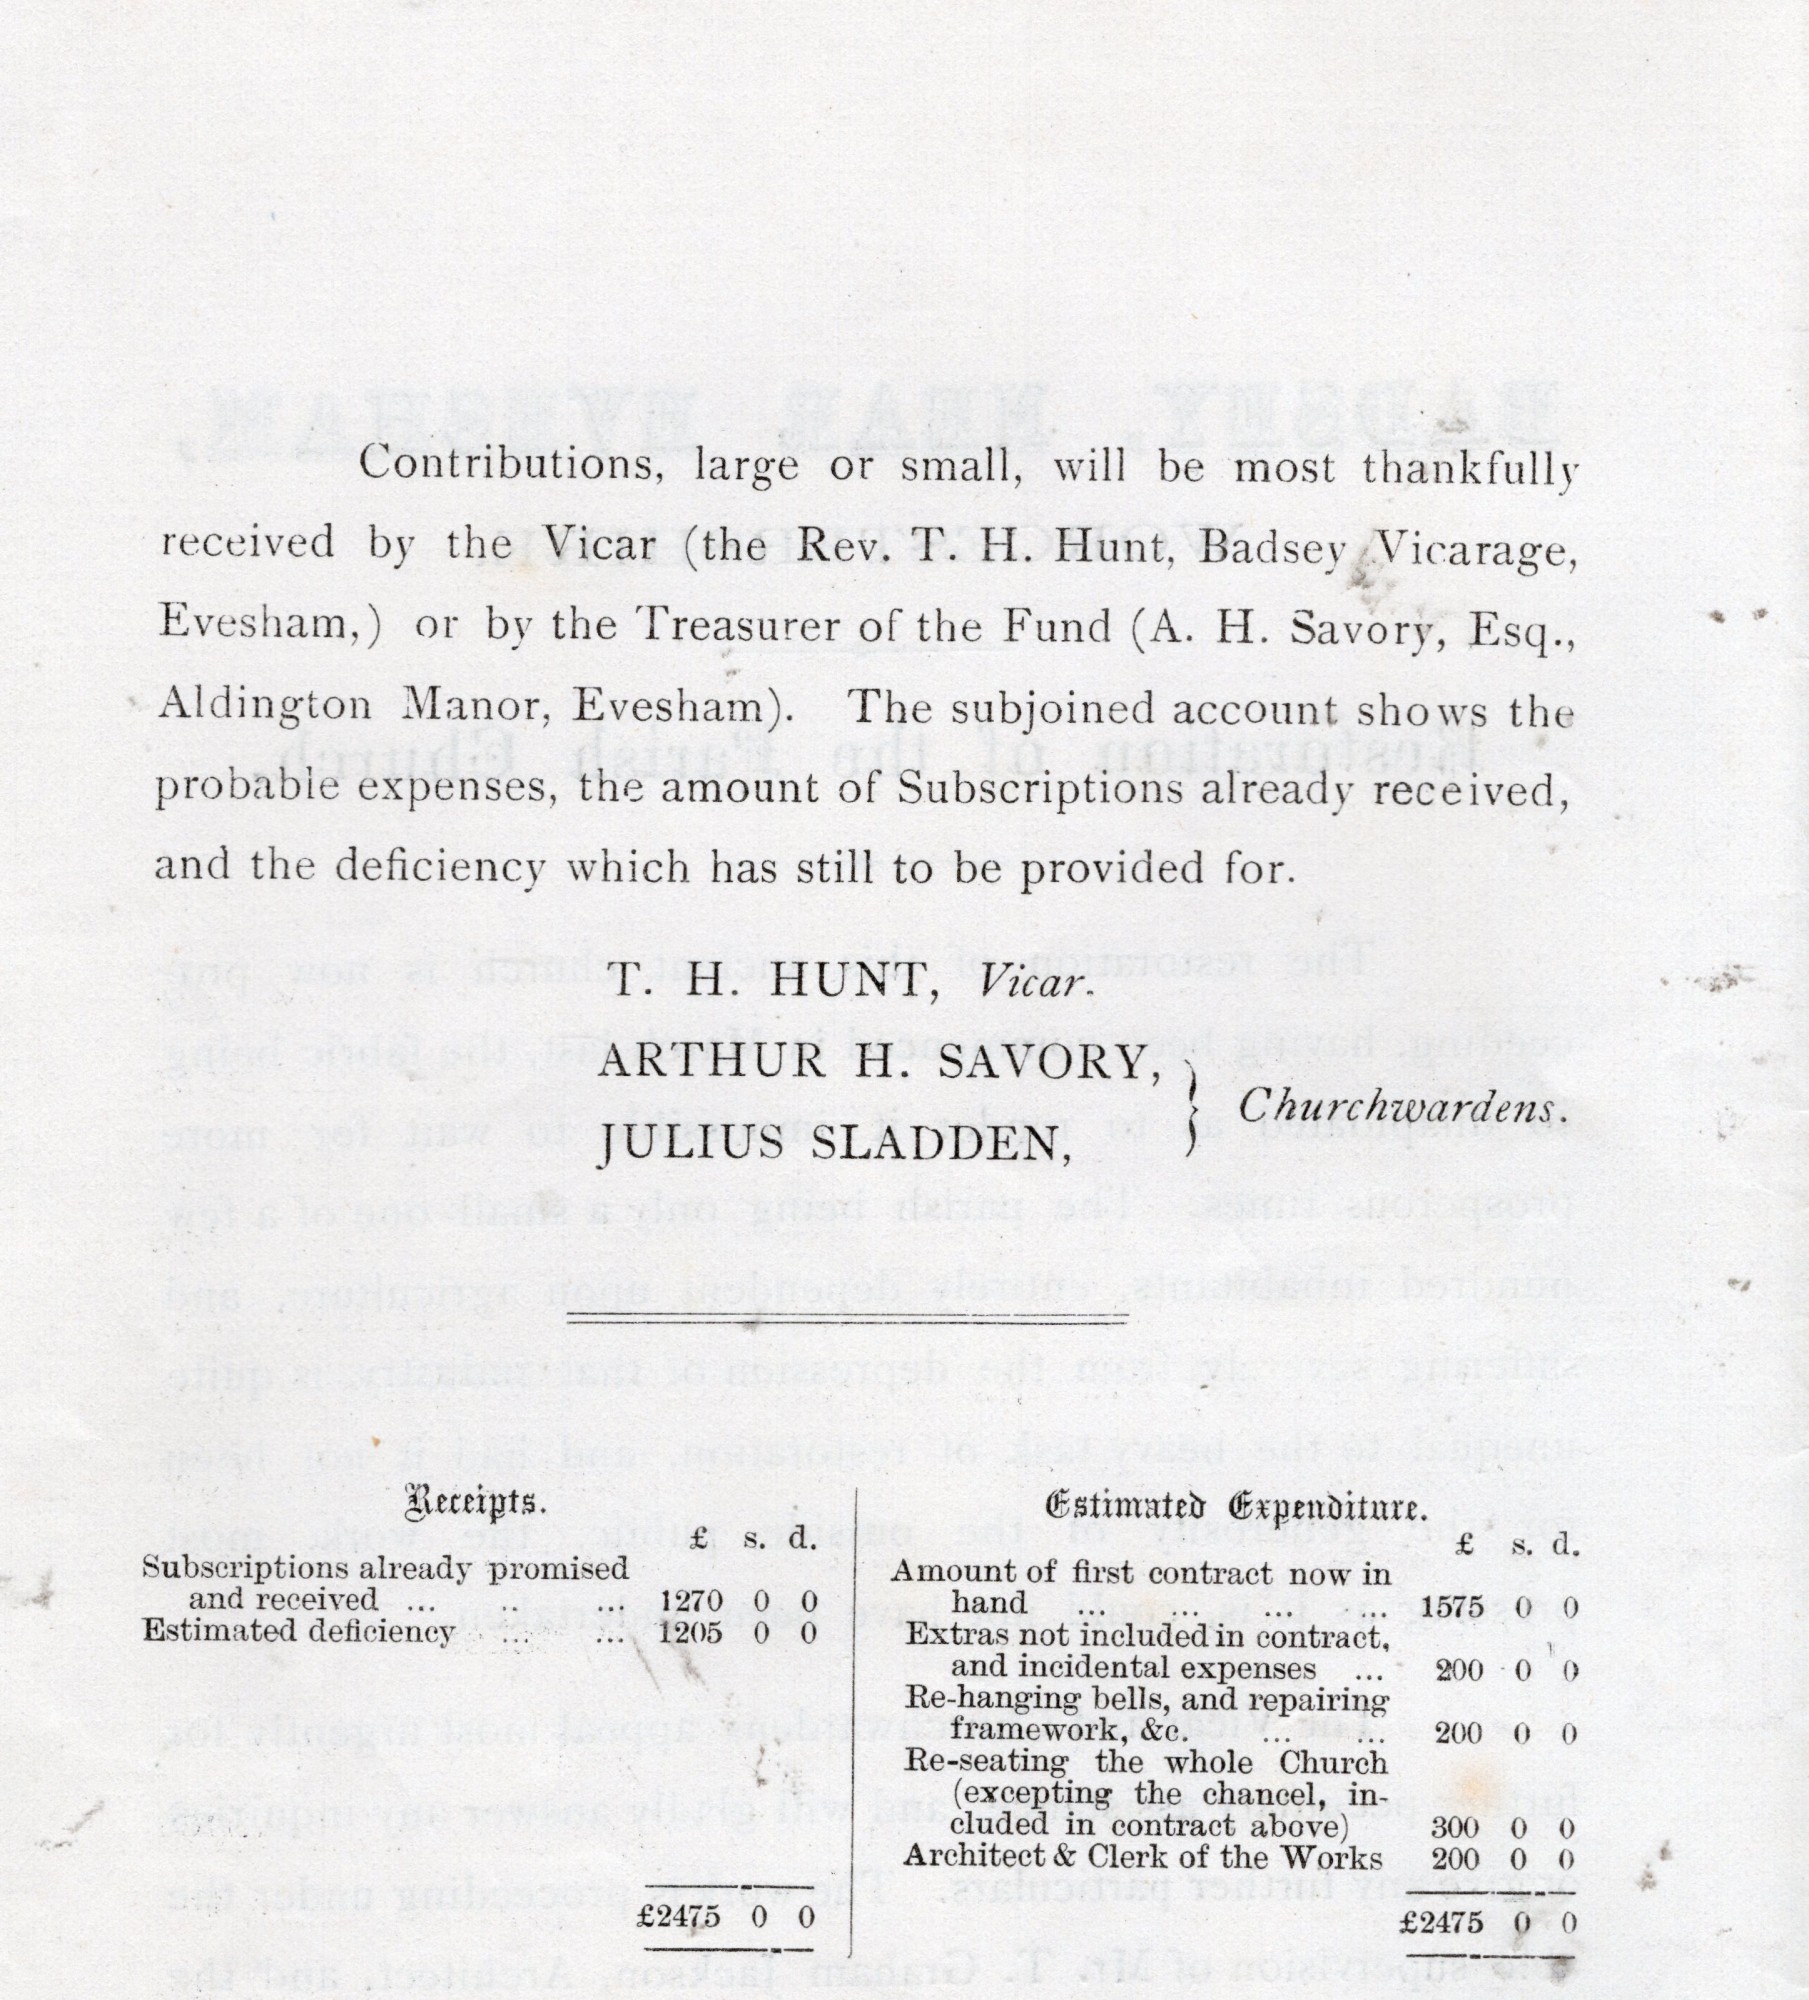 Contributions, large or small, will be most thankfully
received by the Vicar (the Rev. T. H. Hunt, Badsey Vicarage,
Evesham,) or by the Treasurer of the Fund (A. H. Savory, Esq.,
Aldington Manor, Evesham). The subjoined account shows the
probable expenses, the amount of Subscriptions already received,
and the deficiency which has still to be provided for.
T. H. HUNT, Vicar.
ARTHUR H. SAVORY,
JULIUS SLADDEN,
} Churchwardens.
Receipts.
£ s. d.
Subscriptions already promised
and received ... .. ... 1270 0 0
Estimated deficiency ... ... 1205 0 0
£2475 0 0
Estimated Expenditure.
£ s. d.
Amount of first contract now in
hand ... ... ... ... 1575 0 0
Extras not included in contract,
and incidental expenses ... 200 0 0
Re-hanging bells, and repairing
framework, &c. ... ... 200 0 0
Re-seating the whole Church
(excepting the chancel, in-
cluded in contract above) 300 0 0
Architect & Clerk of the Works 200 0 0
£2475 0 0